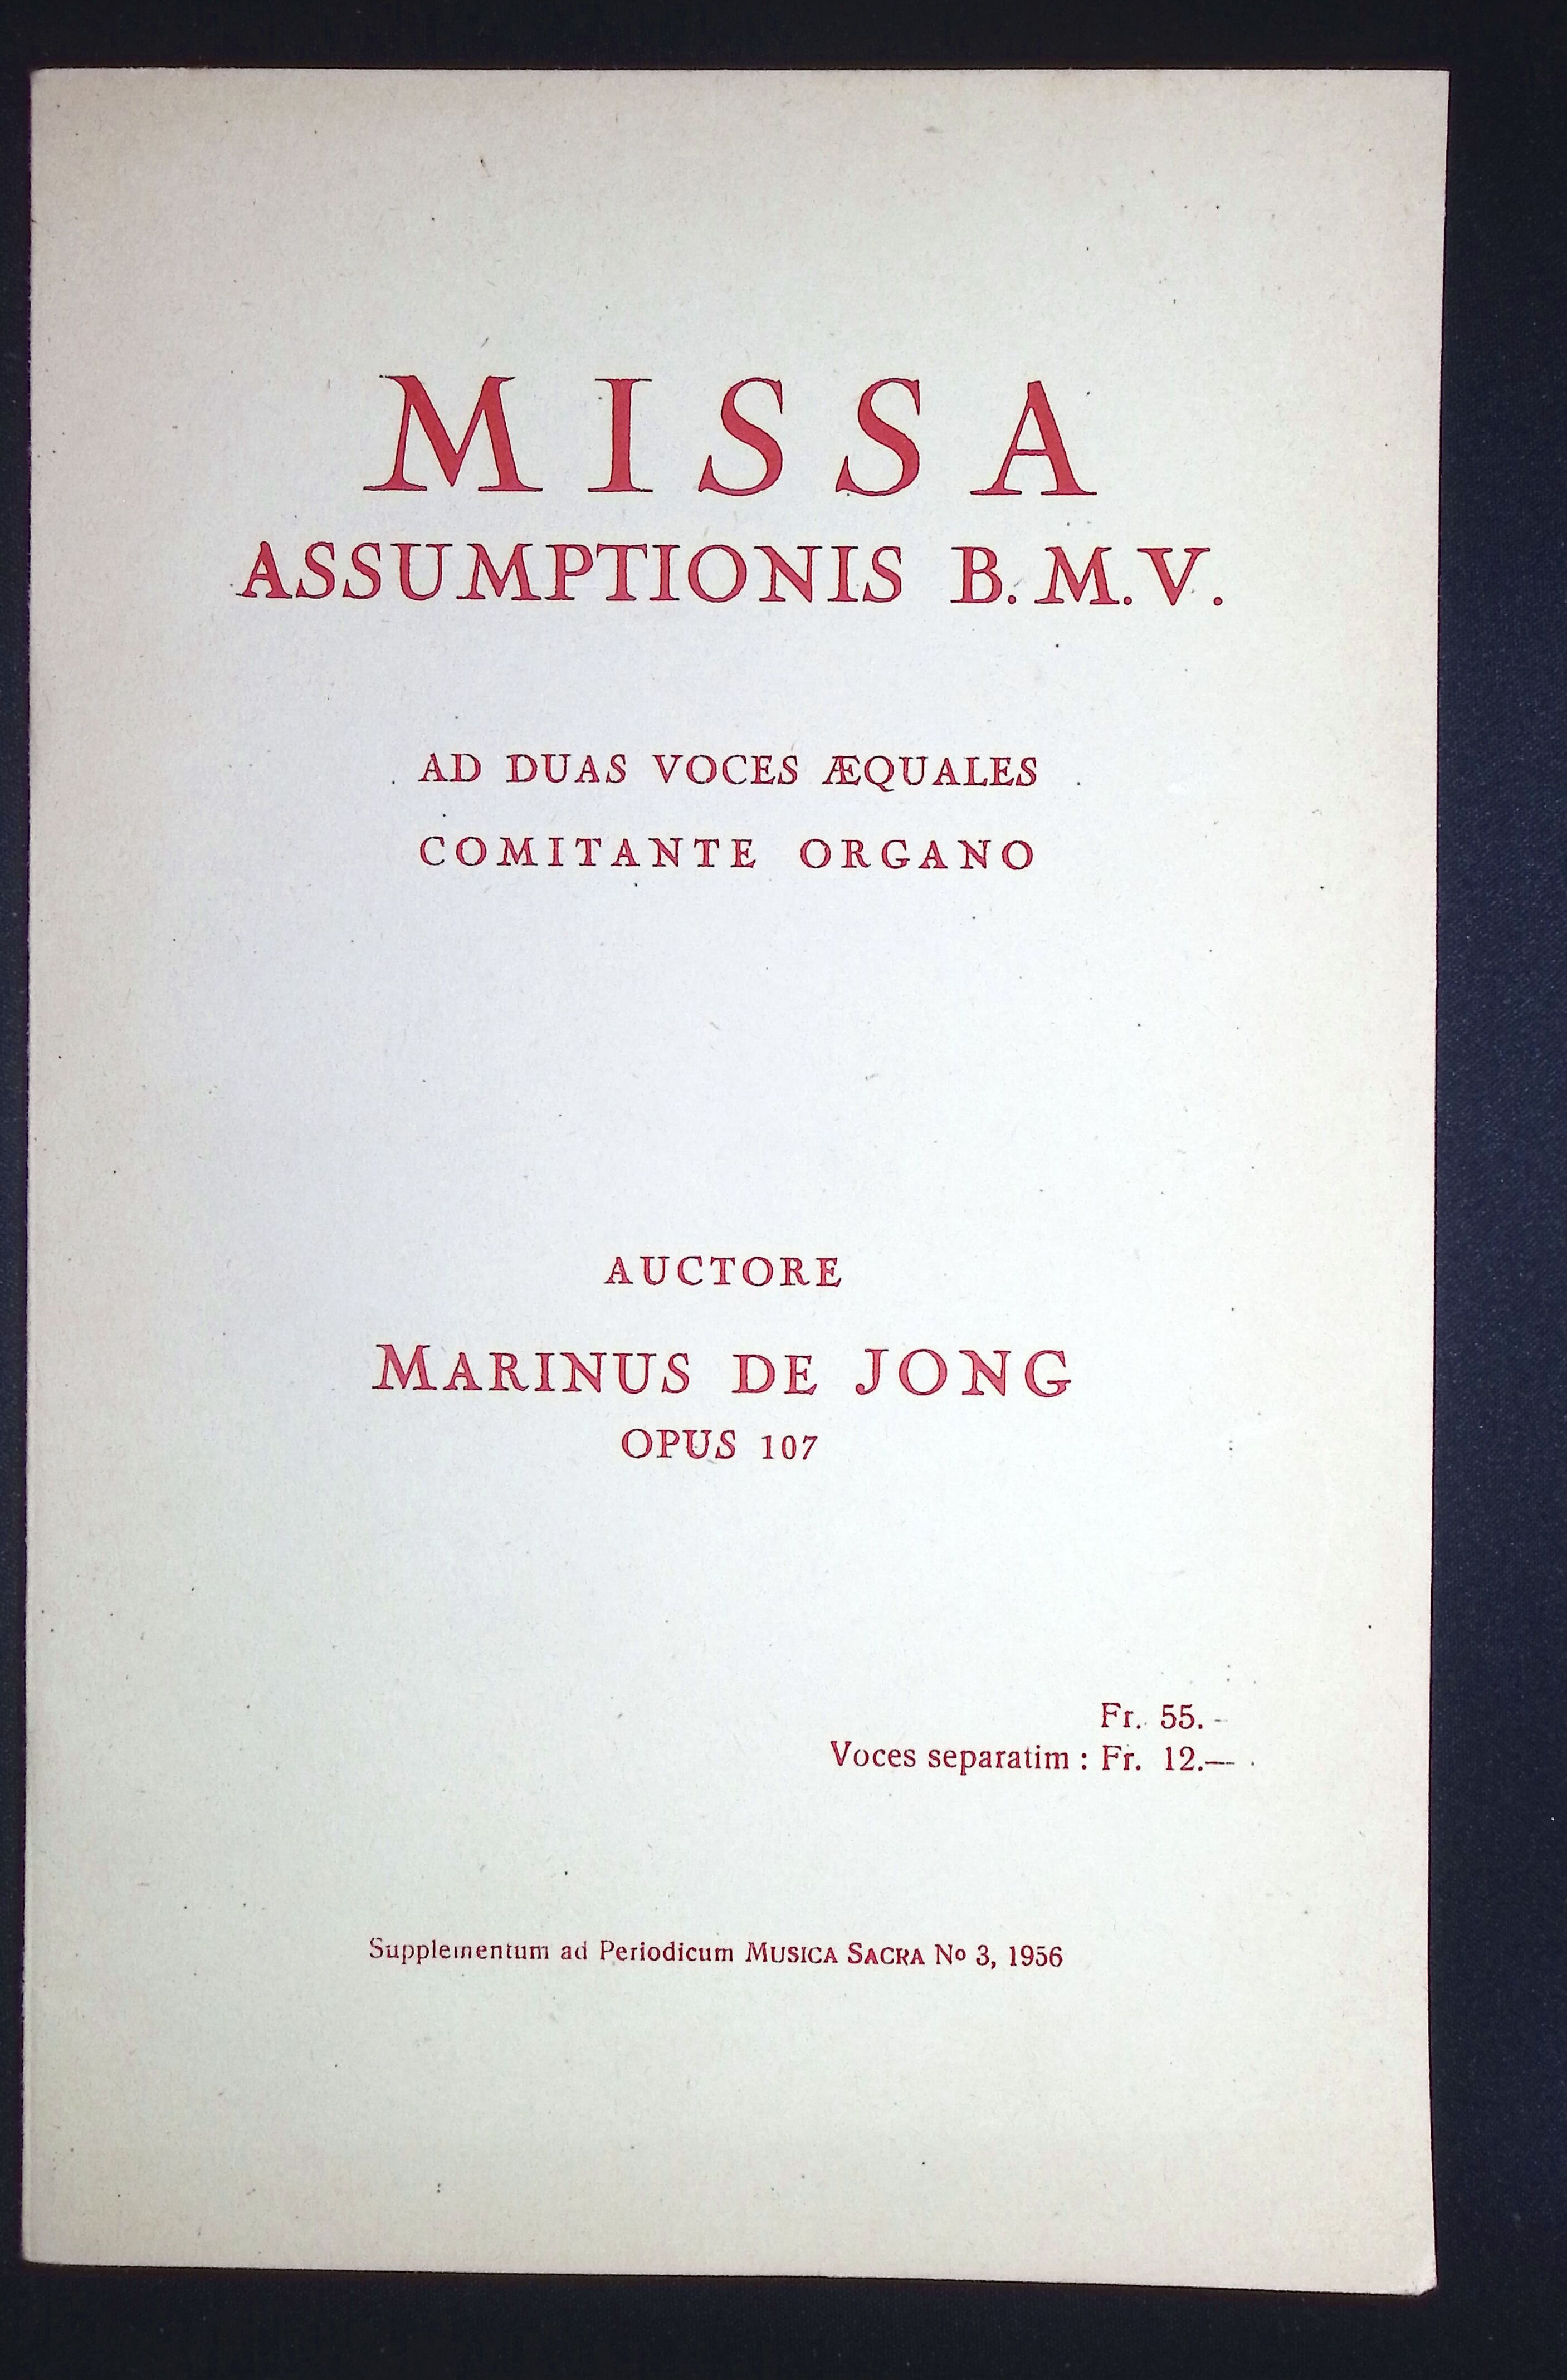 MISSA
ASSUMPTIONIS B.M.V.
AD DUAS VOCES ÆQUALES
COMITANTE ORGANO
AUCTORE
MARINUS DE JONG
OPUS 107
Fr. 55.-
Voces separatim : Fr. 12.—
Supplementum ad Periodicum MUSICA SACRA Nº 3, 1956